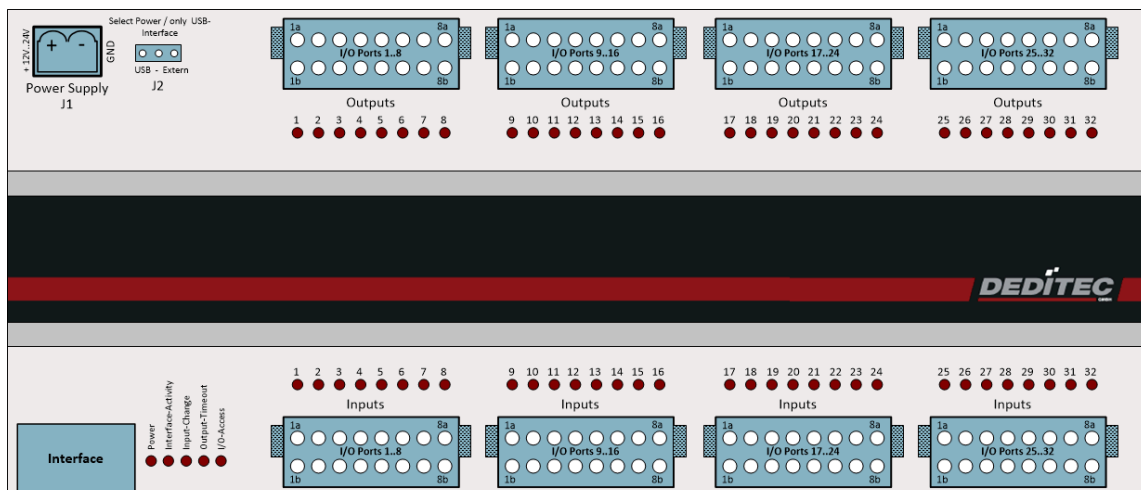 Select Power / only USB-
Interface
+ 12V..24V
+ -
GND
USB - Extern
Power Supply
J1
J2
1a 8a
I/O Ports 1..8
1b 8b
1a 8a
I/O Ports 9..16
1b 8b
1a 8a
I/O Ports 17..24
1b 8b
1a 8a
I/O Ports 25..32
1b 8b
Outputs
Outputs
Outputs
Outputs
1 2 3 4 5 6 7 8
9 10 11 12 13 14 15 16
17 18 19 20 21 22 23 24
25 26 27 28 29 30 31 32
DEDITEC
GMBH
1 2 3 4 5 6 7 8
9 10 11 12 13 14 15 16
17 18 19 20 21 22 23 24
25 26 27 28 29 30 31 32
Inputs
Inputs
Inputs
Inputs
Interface
Power
Interface-Activity
Input-Change
Output-Timeout
I/O-Access
1a 8a
I/O Ports 1..8
1b 8b
1a 8a
I/O Ports 9..16
1b 8b
1a 8a
I/O Ports 17..24
1b 8b
1a 8a
I/O Ports 25..32
1b 8b